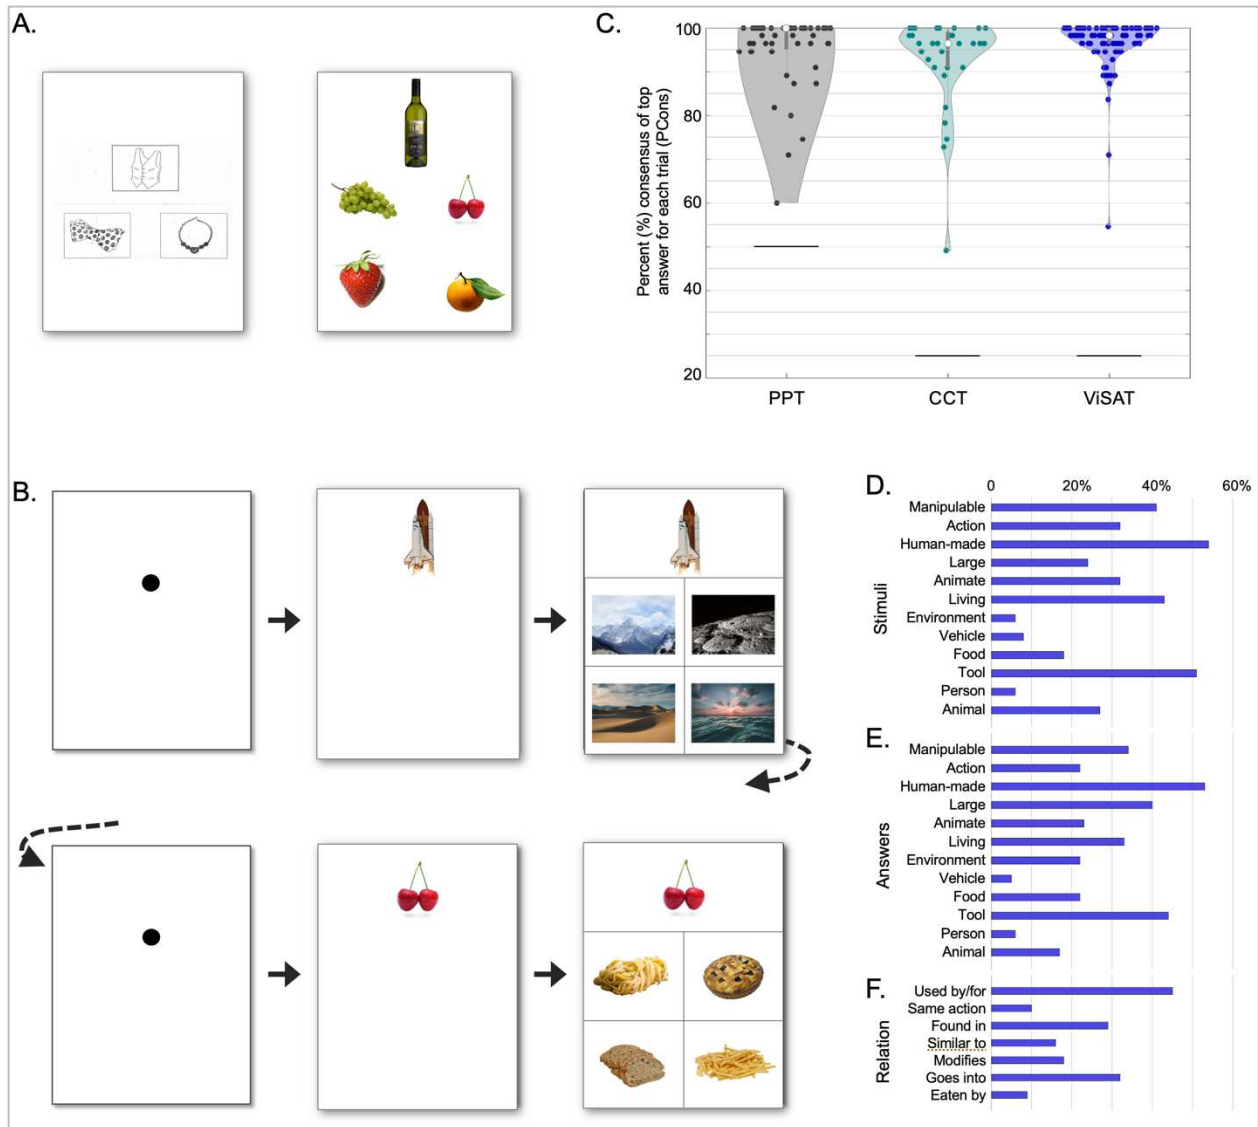 A.
C.
Percent (%) consensus of top
answer for each trial (PCons)
100
80
60
40
20
PPT
CCT
ViSAT
B.
D.
0
20%
40%
60%
Stimuli
Manipulable
Action
Human-made
Large
Animate
Living
Environment
Vehicle
Food
Tool
Person
Animal
E.
Answers
Manipulable
Action
Human-made
Large
Animate
Living
Environment
Vehicle
Food
Tool
Person
Animal
F.
Relation
Used by/for
Same action
Found in
Similar to
Modifies
Goes into
Eaten by